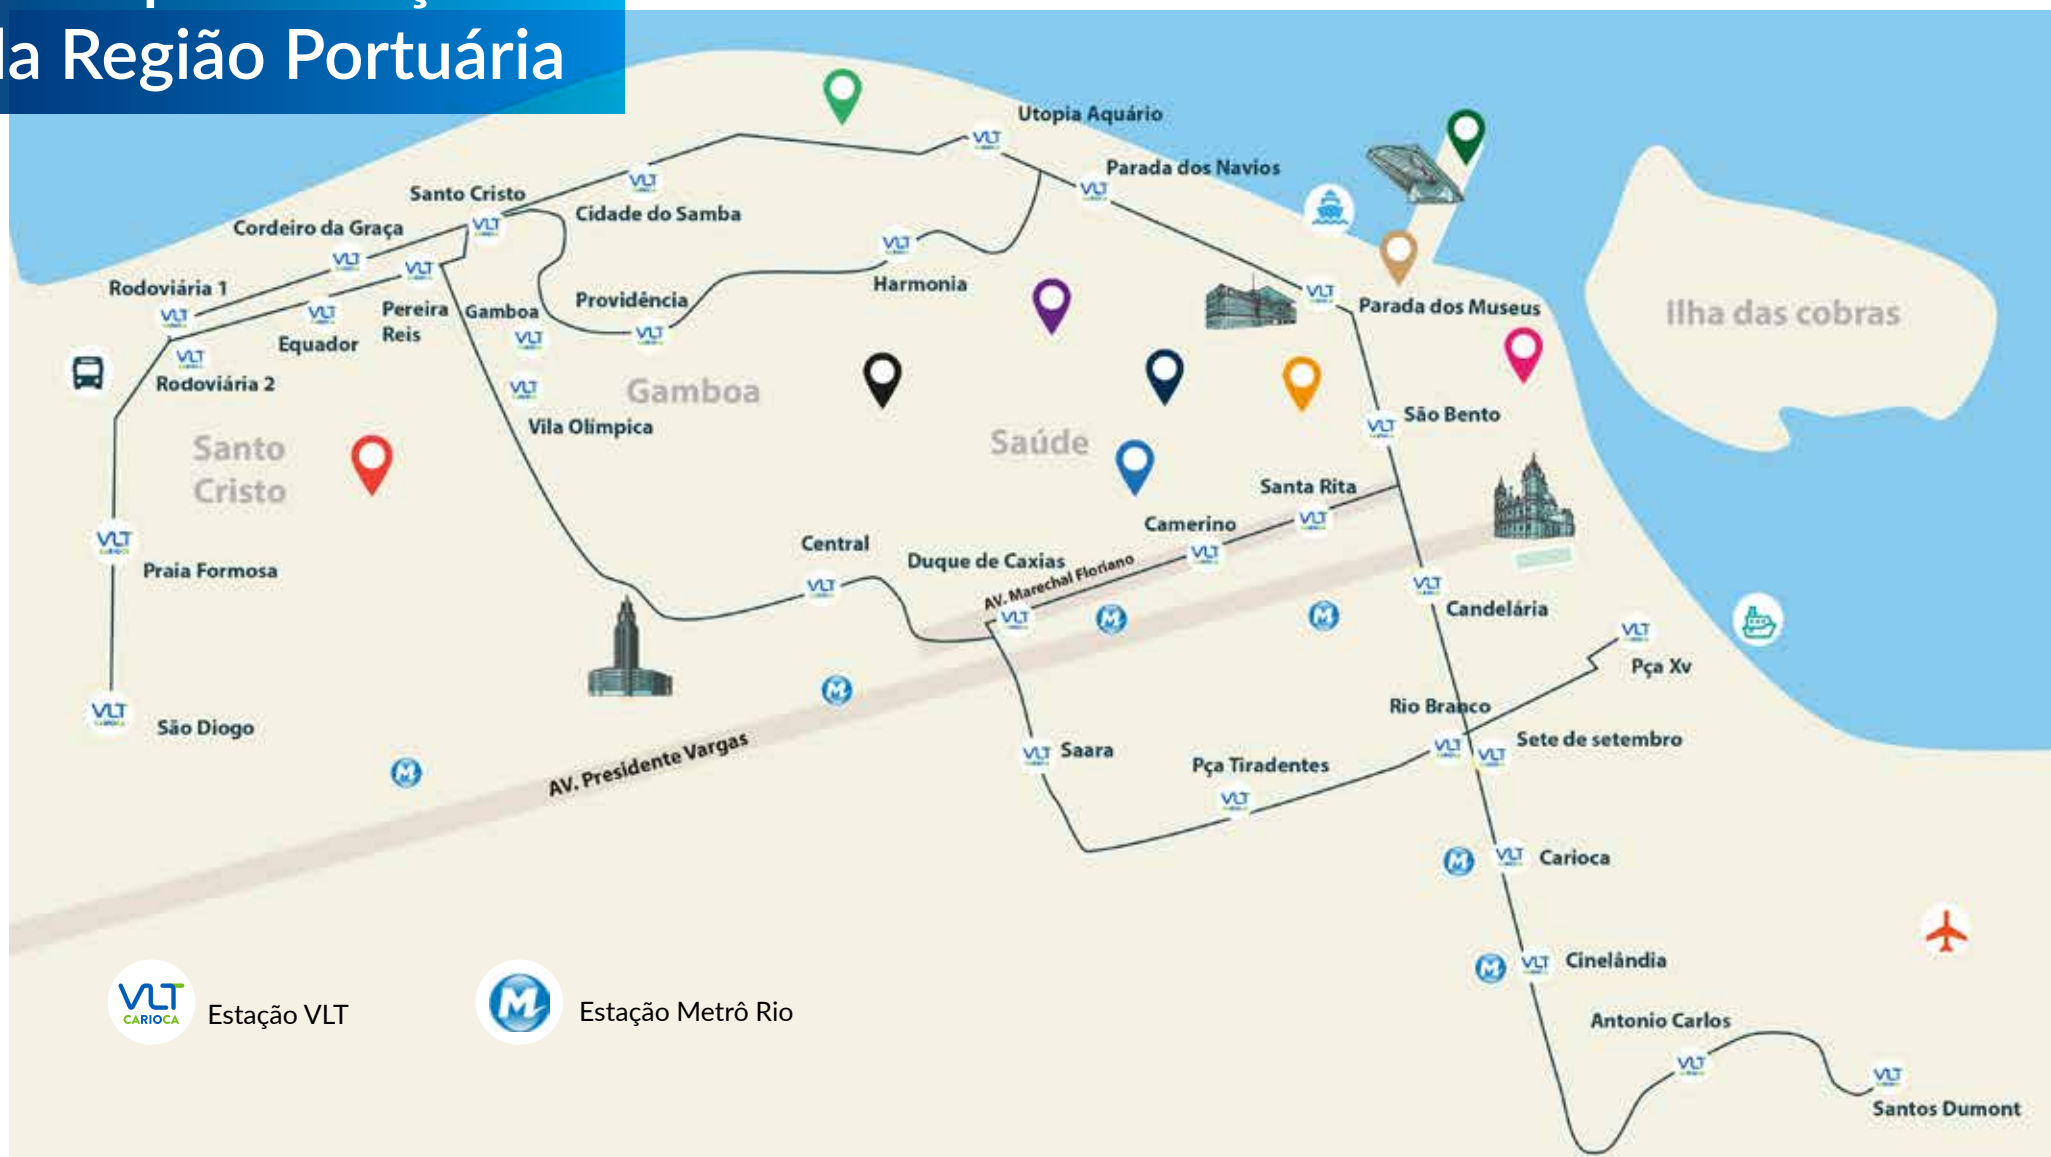 da Região Portuária
Utopia Aquário
Parada dos Navios
Santo Cristo
Cidade do Samba
Cordeiro da Graça
Rodoviária 1
Harmonia
Providência
Pereira
Reis
Gamboa
Parada dos Museus
Ilha das cobras
Equador
Rodoviária 2
Gamboa
Vila Olímpica
São Bento
Santo
Cristo
Saúde
Santa Rita
Camerino
Central
Duque de Caxias
AV. Marechal Floriano
Praia Formosa
Candelária
Pça Xv
Rio Branco
São Diogo
Sete de setembro
Saara
AV. Presidente Vargas
Pça Tiradentes
Carioca
Cinelândia
VLT
CARIOCA
Estação VLT
M
Estação Metrô Rio
Antonio Carlos
Santos Dumont